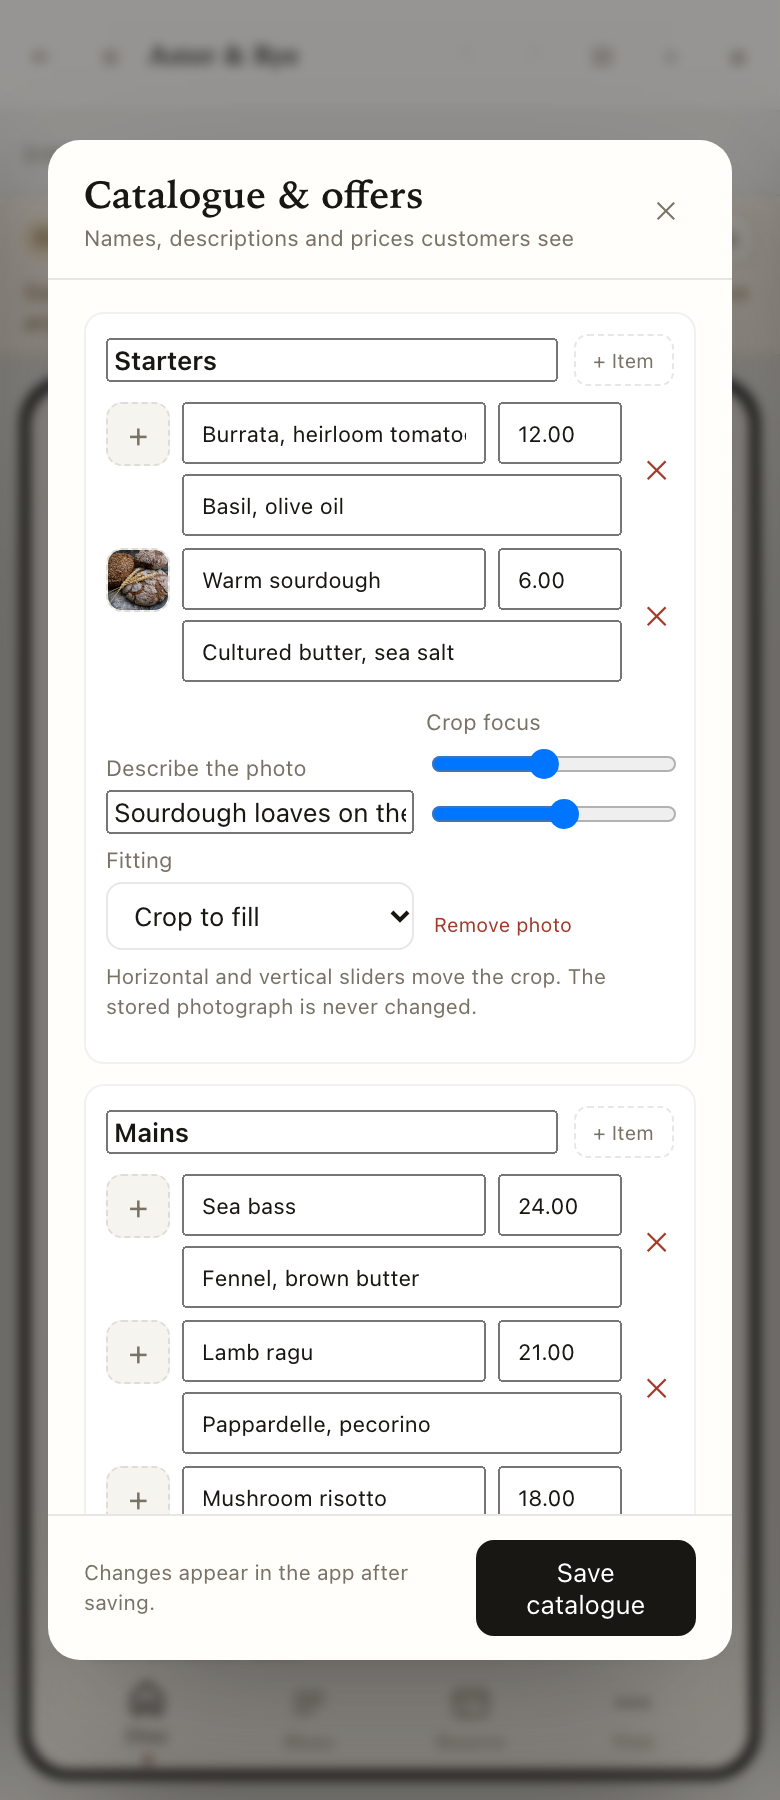 Aster & Rye
Catalogue & offers
Names, descriptions and prices customers see
Starters
+ Item
+
Burrata, heirloom
12.00
Basil, olive oil
Warm sourdough
6.00
Cultured butter, sea salt
Crop focus
Describe the photo
Sourdough loaves on the
Fitting
Crop to fill
Remove photo
Horizontal and vertical sliders move the crop. The
stored photograph is never changed.
Mains
+ Item
+
Sea bass
24.00
Fennel, brown butter
+
Lamb ragu
21.00
Pappardelle, pecorino
+
Mushroom risotto
18.00
Changes appear in the app after
saving.
Save
catalogue